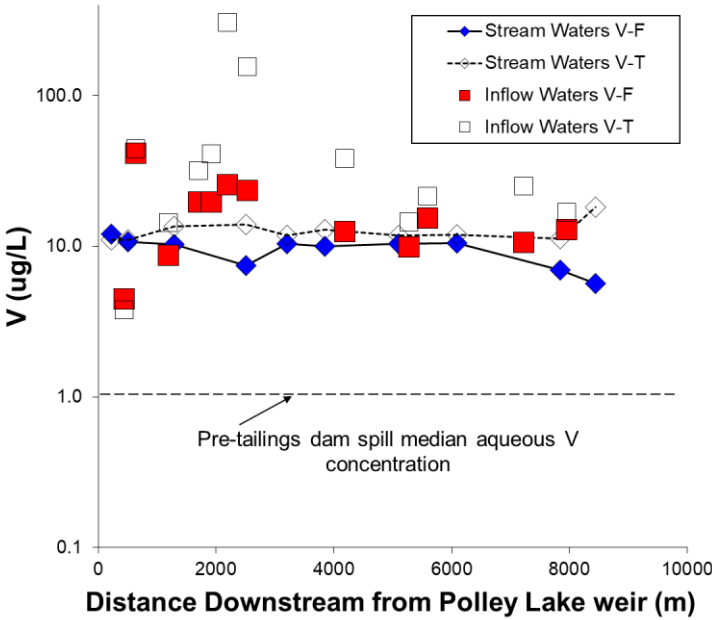 Stream Waters V-F
Stream Waters V-T
Inflow Waters V-F
Inflow Waters V-T
100.0
10.0
1.0
0.1
V (ug/L)
Pre-tailings dam spill median aqueous V
concentration
0
2000
4000
6000
8000
10000
Distance Downstream from Polley Lake weir (m)